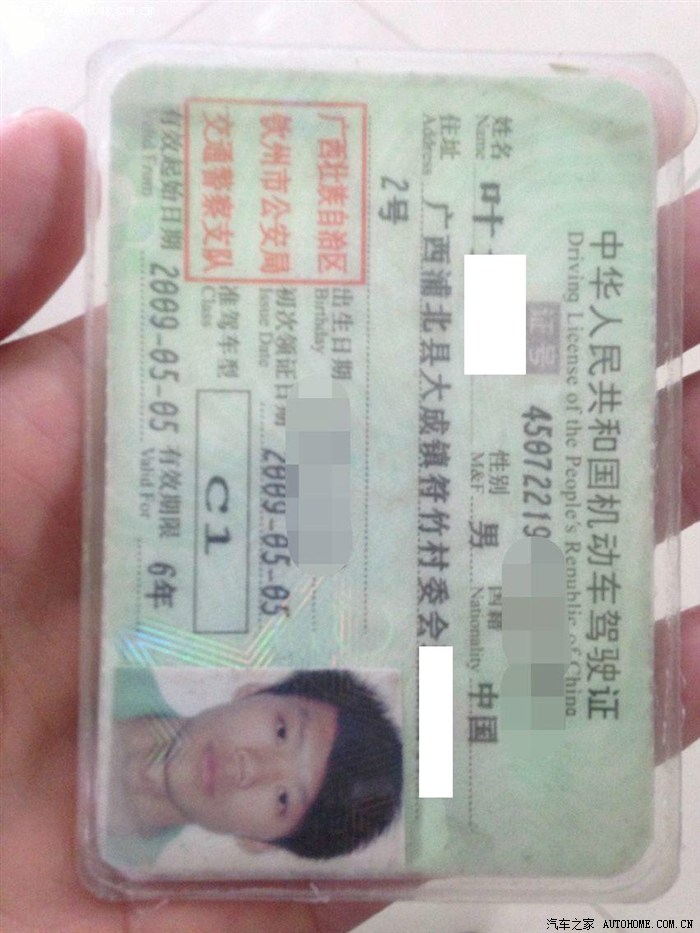 中华人民共和国机动车驾驶证
Driving License of the People's Republic of China
证号 45072219
姓名 叶 性别 男 国籍 中国
Name M&F Nationality
住址 广西浦北县大成镇符竹村委会
Address
2号
出生日期
Birthday
初次领证日期 2009-05-05
Issue Date
准驾车型 C1
Class
广西壮族自治区
钦州市公安局
交通警察支队
有效起始日期 2009-05-05 有效期限 6年
Valid From Valid For
汽车之家 AUTOHOME.COM.CN